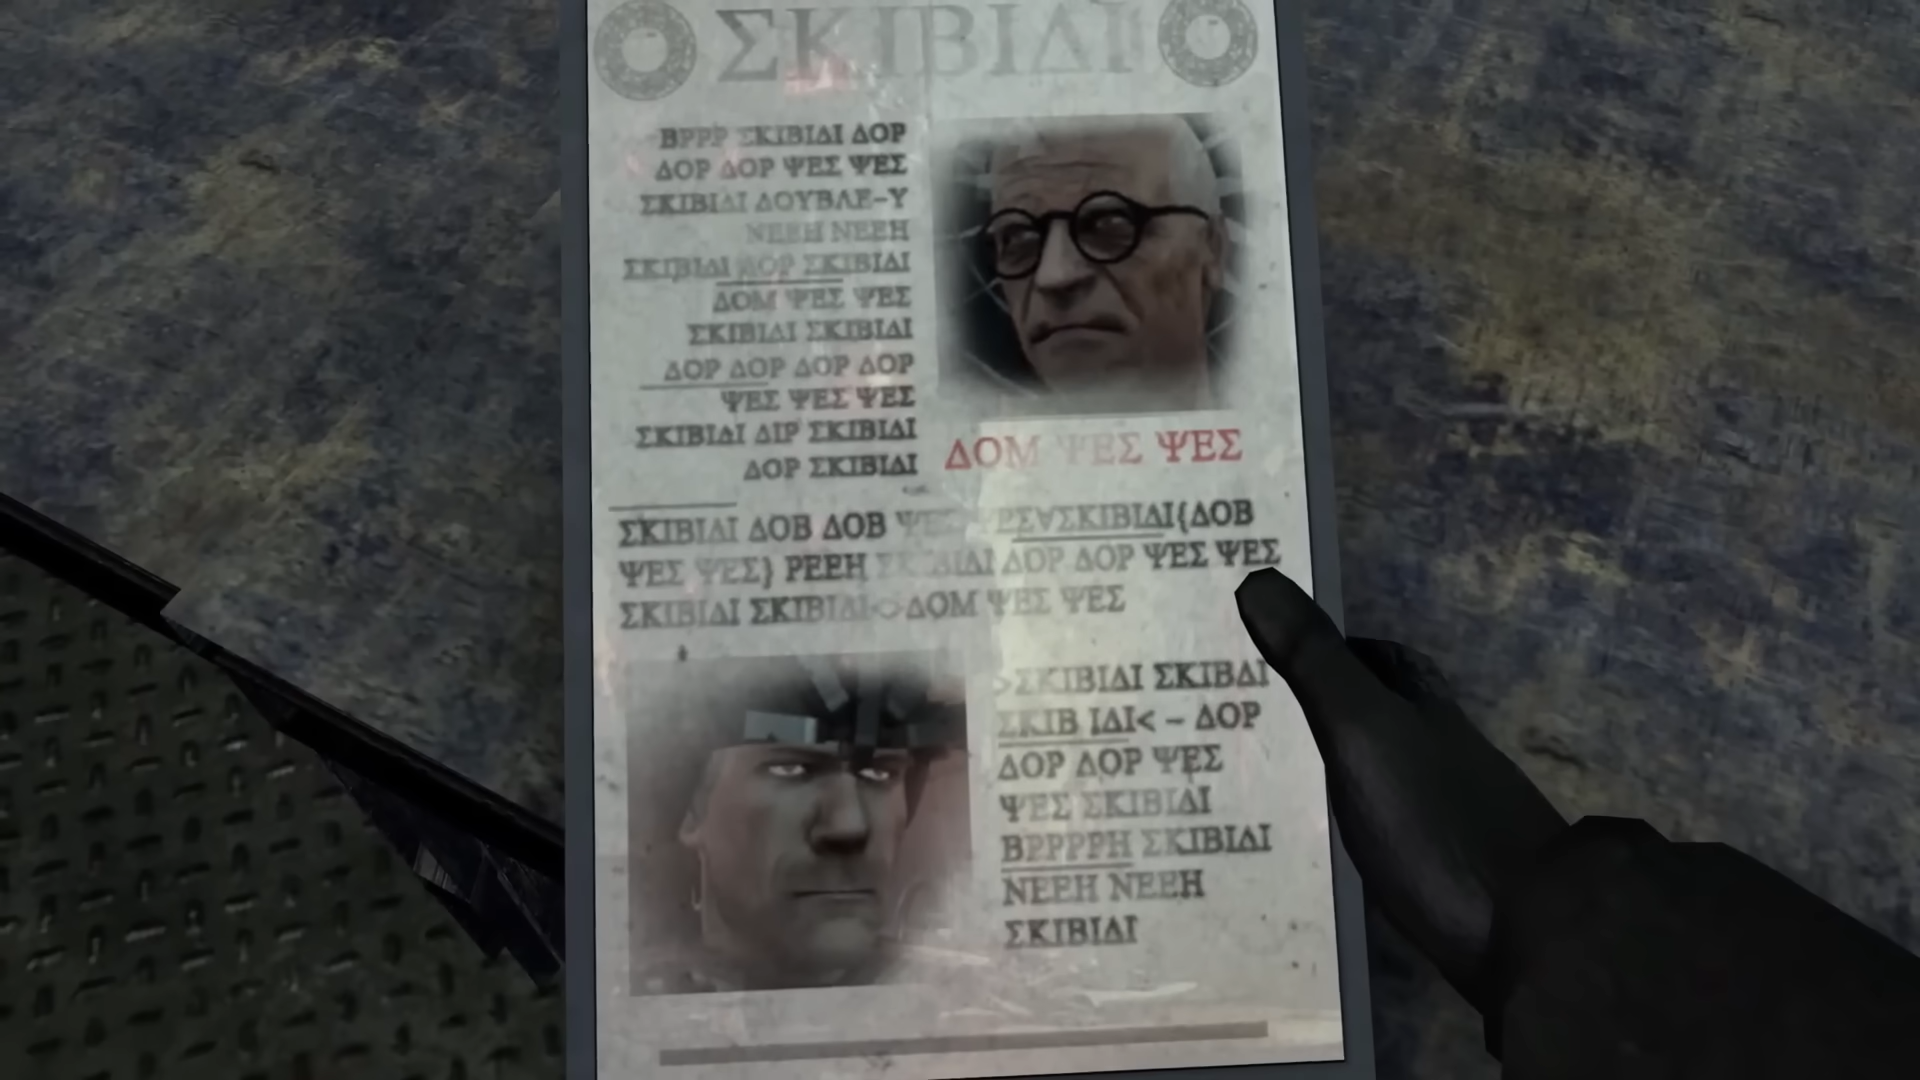 ΣΚΙΒΙΔΙ
ΒΡΡΡ ΣΚΙΒΙΔΙ ΔΟΡ
ΔΟΡ ΔΟΡ ΨΕΣ ΨΕΣ
ΣΚΙΒΙΔΙ ΔΟΥΒΛΕ-Υ
ΝΕΕΗ ΝΕΕΗ
ΣΚΙΒΙΔΙ ΔΟΡ ΣΚΙΒΙΔΙ
ΔΟΜ ΨΕΣ ΨΕΣ
ΣΚΙΒΙΔΙ ΣΚΙΒΙΔΙ
ΔΟΡ ΔΟΡ ΔΟΡ ΔΟΡ
ΨΕΣ ΨΕΣ ΨΕΣ
ΣΚΙΒΙΔΙ ΔΙΡ ΣΚΙΒΙΔΙ
ΔΟΡ ΣΚΙΒΙΔΙ
ΔΟΜ ΨΕΣ ΨΕΣ
ΣΚΙΒΙΔΙ ΔΟΒ ΔΟΒ ΨΕΣ ΣΚΙΒΙΔΙ{ΔΟΒ
ΨΕΣ ΨΕΣ} ΡΕΕΗ ΣΚΙΒΙΔΙ ΔΟΡ ΔΟΡ ΨΕΣ ΨΕΣ
ΣΚΙΒΙΔΙ ΣΚΙΒΙΔΙ<>ΔΟΜ ΨΕΣ ΨΕΣ
>ΣΚΙΒΙΔΙ ΣΚΙΒΔΙ
ΣΚΙΒ ΙΔΙ< - ΔΟΡ
ΔΟΡ ΔΟΡ ΨΕΣ
ΨΕΣ ΣΚΙΒΙΔΙ
ΒΡΡΡΡΗ ΣΚΙΒΙΔΙ
ΝΕΕΗ ΝΕΕΗ
ΣΚΙΒΙΔΙ